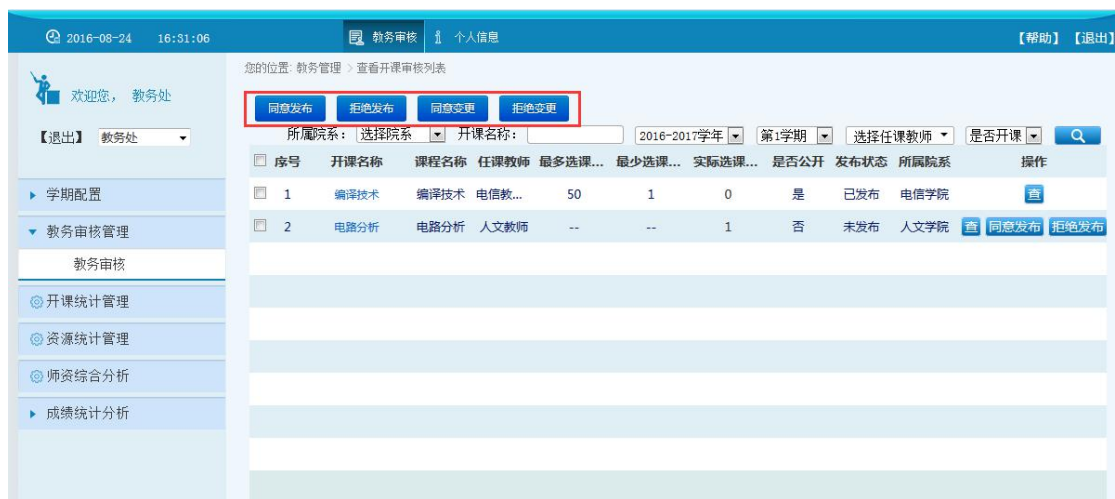 2016-08-24 16:31:06 教务审核 个人信息 【帮助】 【退出】
您的位置: 教务管理 > 查看开课审核列表
欢迎您, 教务处
同意发布 拒绝发布 同意变更 拒绝变更
【退出】 教务处
所属院系: 选择院系 开课名称: 2016-2017学年 第1学期 选择任课教师 是否开课
序号 开课名称 课程名称 任课教师 最多选课... 最少选课... 实际选课... 是否公开 发布状态 所属院系 操作
学期配置
1 编译技术 编译技术 电信教... 50 1 0 是 已发布 电信学院 查
教务审核管理
2 电路分析 电路分析 人文教师 -- -- 1 否 未发布 人文学院 查 同意发布 拒绝发布
教务审核
开课统计管理
资源统计管理
师资综合分析
成绩统计分析